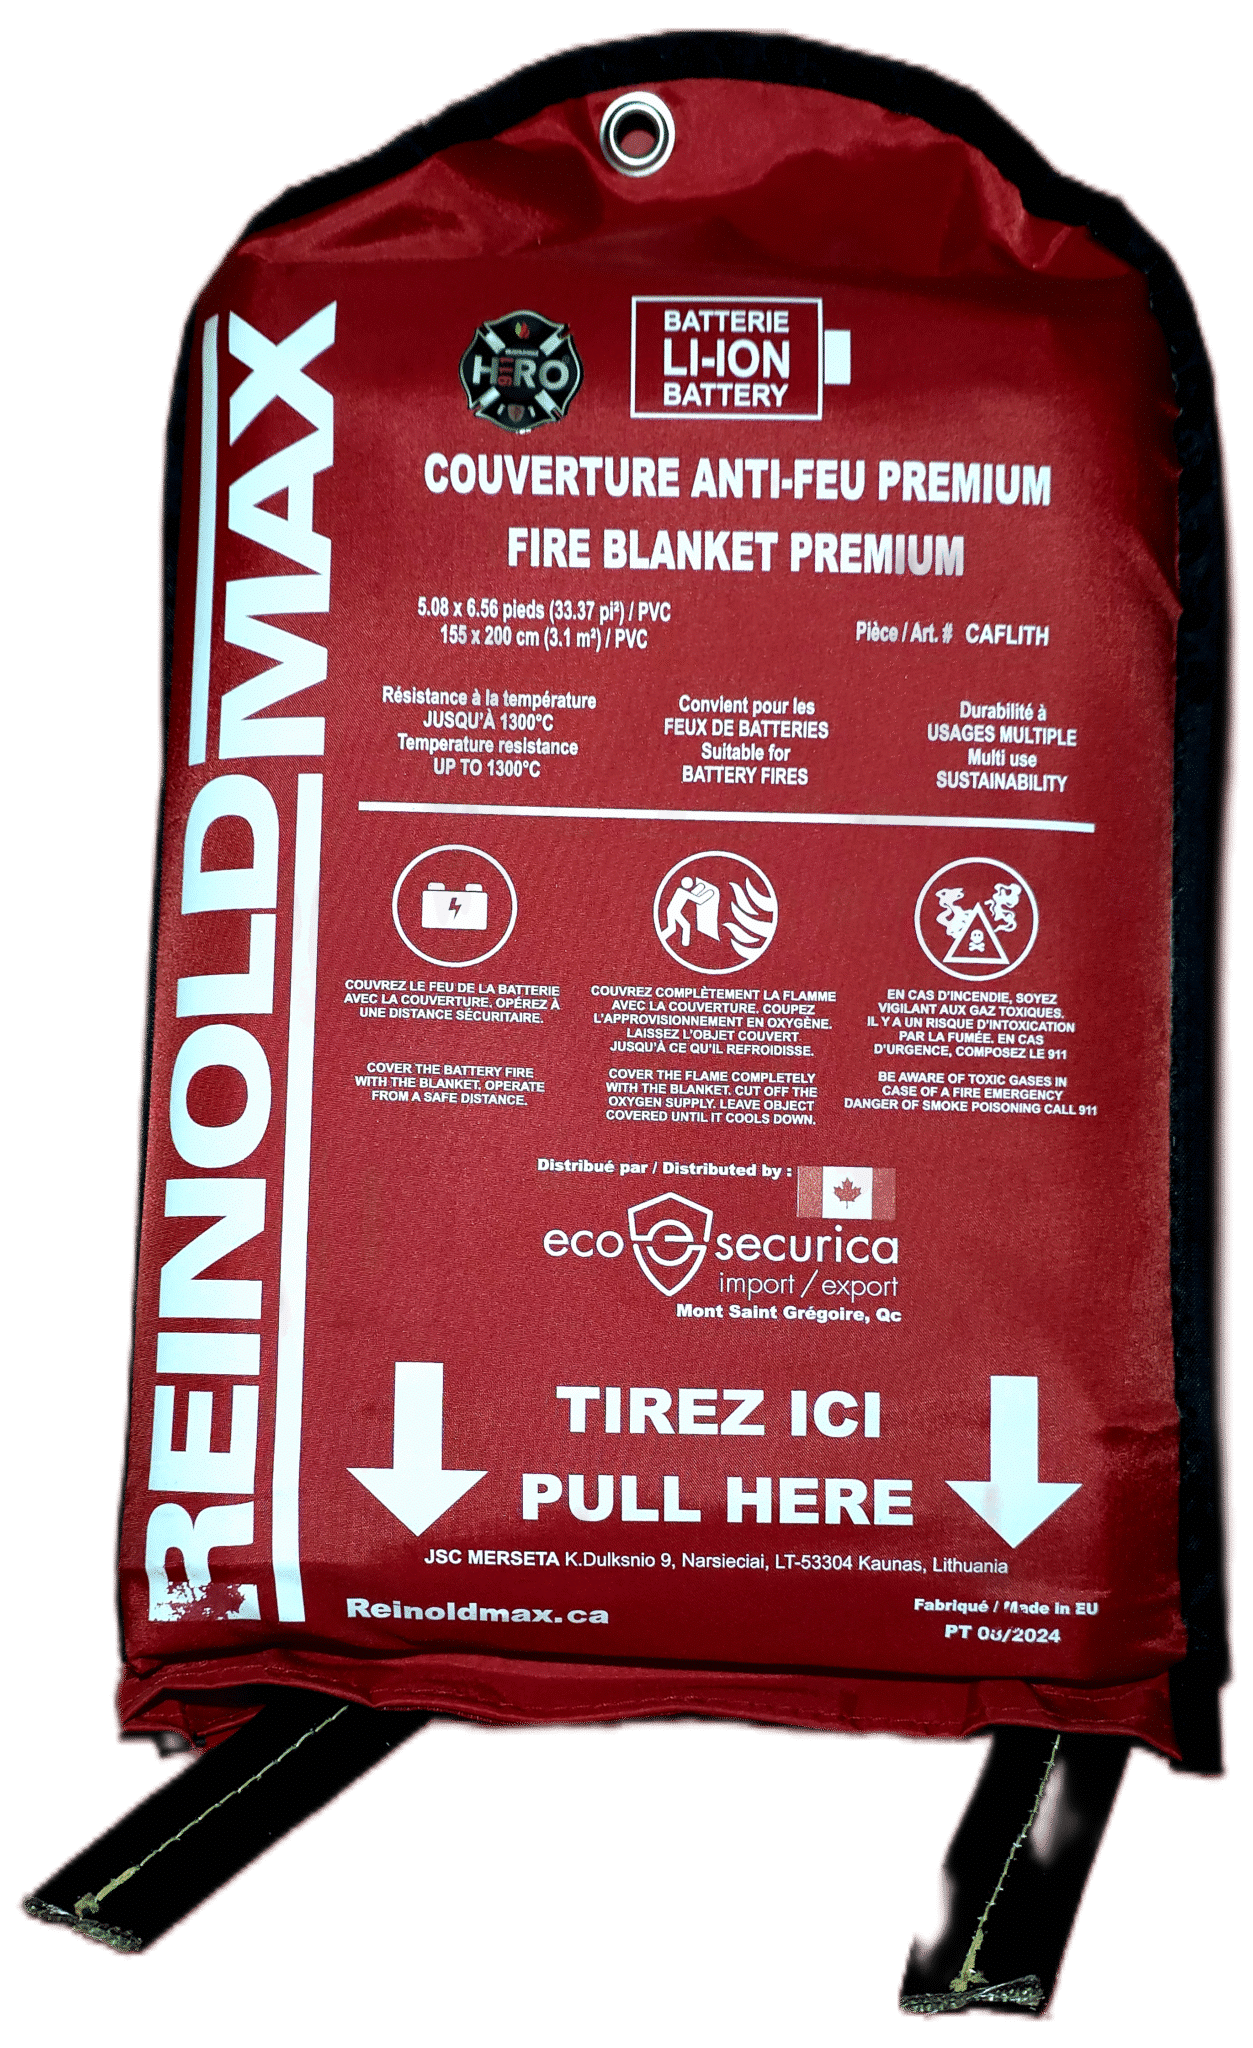 REINOLDMAX
HERO
911
BATTERIE
LI-ION
BATTERY
COUVERTURE ANTI-FEU PREMIUM
FIRE BLANKET PREMIUM
5.08 x 6.56 pieds (33.37 pi²) / PVC
155 x 200 cm (3.1 m²) / PVC
Pièce / Art. # CAFLITH
Résistance à la température
JUSQU'À 1300°C
Temperature resistance
UP TO 1300°C
Convient pour les
FEUX DE BATTERIES
Suitable for
BATTERY FIRES
Durabilité à
USAGES MULTIPLE
Multi use
SUSTAINABILITY
COUVREZ LE FEU DE LA BATTERIE
AVEC LA COUVERTURE. OPÉREZ À
UNE DISTANCE SÉCURITAIRE.
COVER THE BATTERY FIRE
WITH THE BLANKET, OPERATE
FROM A SAFE DISTANCE.
COUVREZ COMPLÈTEMENT LA FLAMME
AVEC LA COUVERTURE. COUPEZ
L'APPROVISIONNEMENT EN OXYGÈNE.
LAISSEZ L'OBJET COUVERT
JUSQU'À CE QU'IL REFROIDISSE.
COVER THE FLAME COMPLETELY
WITH THE BLANKET. CUT OFF THE
OXYGEN SUPPLY. LEAVE OBJECT
COVERED UNTIL IT COOLS DOWN.
EN CAS D'INCENDIE, SOYEZ
VIGILANT AUX GAZ TOXIQUES.
IL Y A UN RISQUE D'INTOXICATION
PAR LA FUMÉE. EN CAS
D'URGENCE, COMPOSEZ LE 911
BE AWARE OF TOXIC GASES IN
CASE OF A FIRE EMERGENCY
DANGER OF SMOKE POISONING CALL 911
Distribué par / Distributed by :
eco securica
import / export
Mont Saint Grégoire, Qc
TIREZ ICI
PULL HERE
JSC MERSETA K.Dulksnio 9, Narsieciai, LT-53304 Kaunas, Lithuania
Reinoldmax.ca
Fabriqué / Made in EU
PT 08/2024